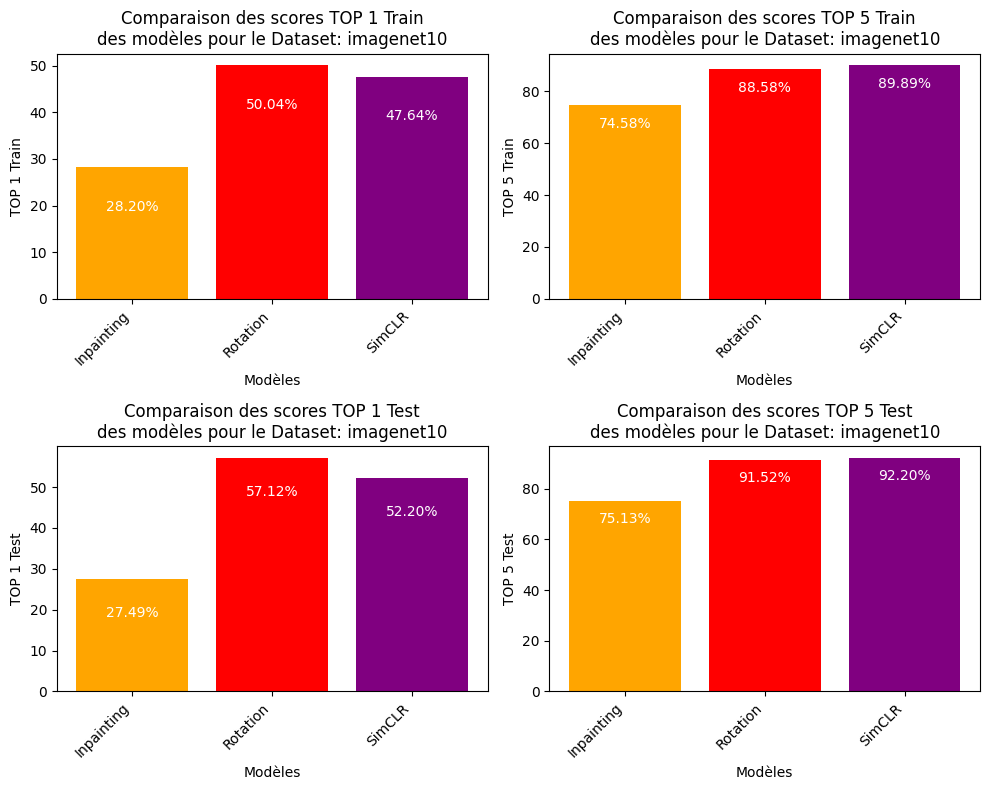 Comparaison des scores TOP 1 Train
des modèles pour le Dataset: imagenet10
TOP 1 Train
50
40
30
20
10
0
28.20%
50.04%
47.64%
Inpainting
Rotation
SimCLR
Modèles
Comparaison des scores TOP 5 Train
des modèles pour le Dataset: imagenet10
TOP 5 Train
80
60
40
20
0
74.58%
88.58%
89.89%
Inpainting
Rotation
SimCLR
Modèles
Comparaison des scores TOP 1 Test
des modèles pour le Dataset: imagenet10
TOP 1 Test
50
40
30
20
10
0
27.49%
57.12%
52.20%
Inpainting
Rotation
SimCLR
Modèles
Comparaison des scores TOP 5 Test
des modèles pour le Dataset: imagenet10
TOP 5 Test
80
60
40
20
0
75.13%
91.52%
92.20%
Inpainting
Rotation
SimCLR
Modèles